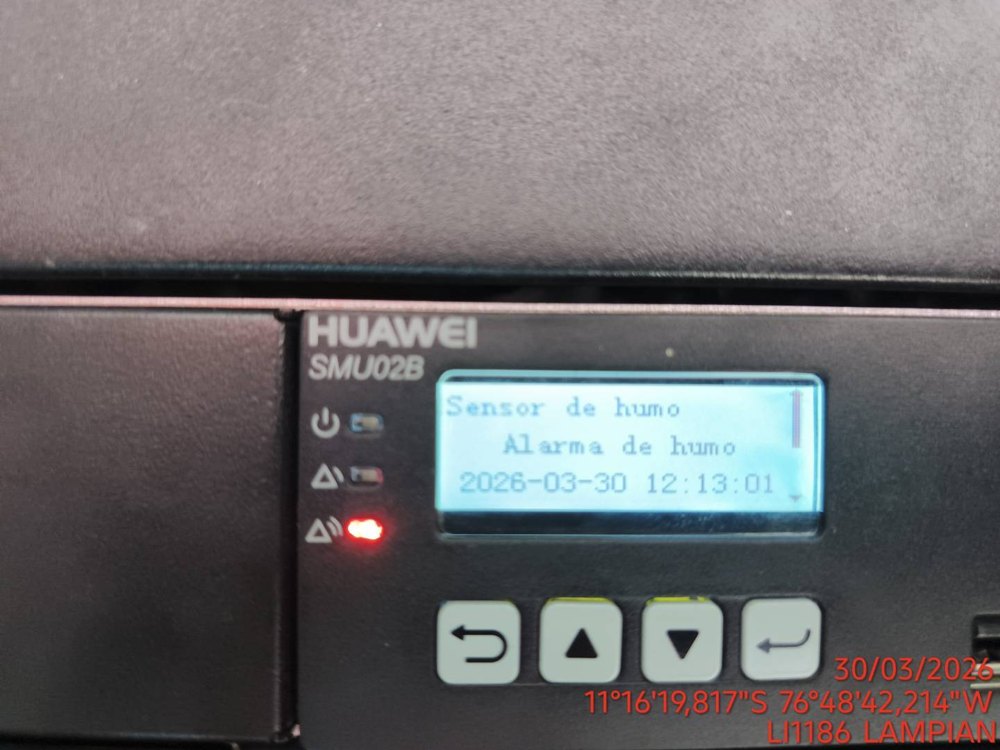 HUAWEI
SMU02B
Sensor de humo
Alarma de humo
2026-03-30 12:13:01
30/03/2026
11°16'19,817"S 76°48'42,214"W
LI1186 LAMPIAN